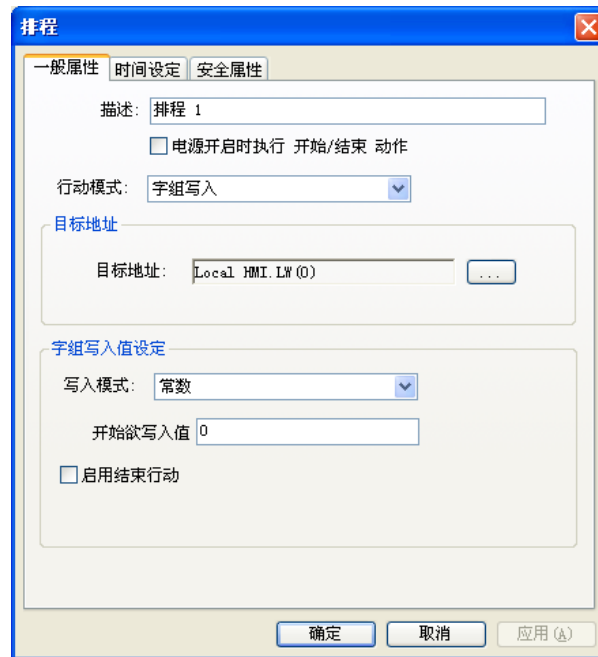 排程
一般属性 时间设定 安全属性
描述: 排程 1
电源开启时执行 开始/结束 动作
行动模式: 字组写入
目标地址
目标地址: Local HMI.LW(0) ...
字组写入值设定
写入模式: 常数
开始欲写入值 0
启用结束行动
确定 取消 应用(A)